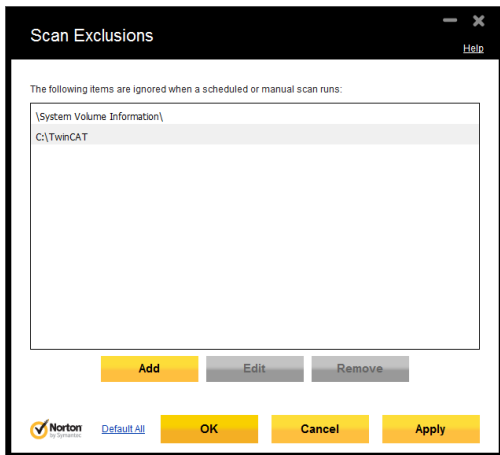 Scan Exclusions
Help
The following items are ignored when a scheduled or manual scan runs:
\System Volume Information\
C:\TwinCAT
Add Edit Remove
Norton
by Symantec
Default All OK Cancel Apply